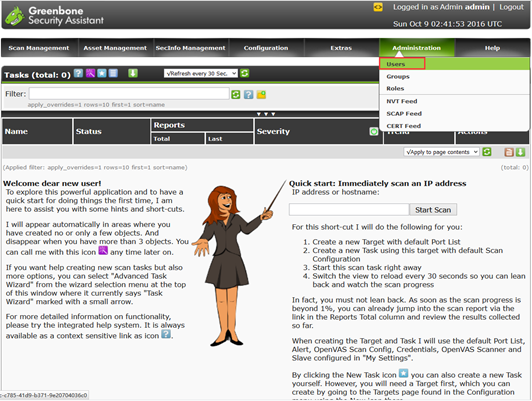 Greenbone
Security Assistant
Logged in as Admin admin | Logout
Sun Oct 9 02:41:53 2016 UTC
Scan Management
Asset Management
SecInfo Management
Configuration
Extras
Administration
Help
Users
Groups
Roles
NVT Feed
SCAP Feed
CERT Feed
Tasks (total: 0)
√Refresh every 30 Sec.
Filter:
apply_overrides=1 rows=10 first=1 sort=name
Name
Status
Reports
Total
Last
Severity
Trend
Actions
√Apply to page contents
(Applied filter: apply_overrides=1 rows=10 first=1 sort=name)
(total: 0)
Welcome dear new user!
To explore this powerful application and to have a
quick start for doing things the first time, I am
here to assist you with some hints and short-cuts.
I will appear automatically in areas where you
have created no or only a few objects. And
disappear when you have more than 3 objects. You
can call me with this icon any time later on.
If you want help creating new scan tasks but also
more options, you can select "Advanced Task
Wizard" from the wizard selection menu at the top
of this window where it currently says "Task
Wizard" marked with a small arrow.
For more detailed information on functionality,
please try the integrated help system. It is always
available as a context sensitive link as icon ?.
Quick start: Immediately scan an IP address
IP address or hostname:
Start Scan
For this short-cut I will do the following for you:
1. Create a new Target with default Port List
2. Create a new Task using this target with default Scan
Configuration
3. Start this scan task right away
4. Switch the view to reload every 30 seconds so you can lean
back and watch the scan progress
In fact, you must not lean back. As soon as the scan progress is
beyond 1%, you can already jump into the scan report via the
link in the Reports Total column and review the results collected
so far.
When creating the Target and Task I will use the default Port List,
Alert, OpenVAS Scan Config, Credentials, OpenVAS Scanner and
Slave configured in "My Settings".
By clicking the New Task icon you can also create a new Task
yourself. However, you will need a Target first, which you can
create by going to the Targets page found in the Configuration
menu using the New icon there.
c-c785-41d9-b371-9e20704036c0